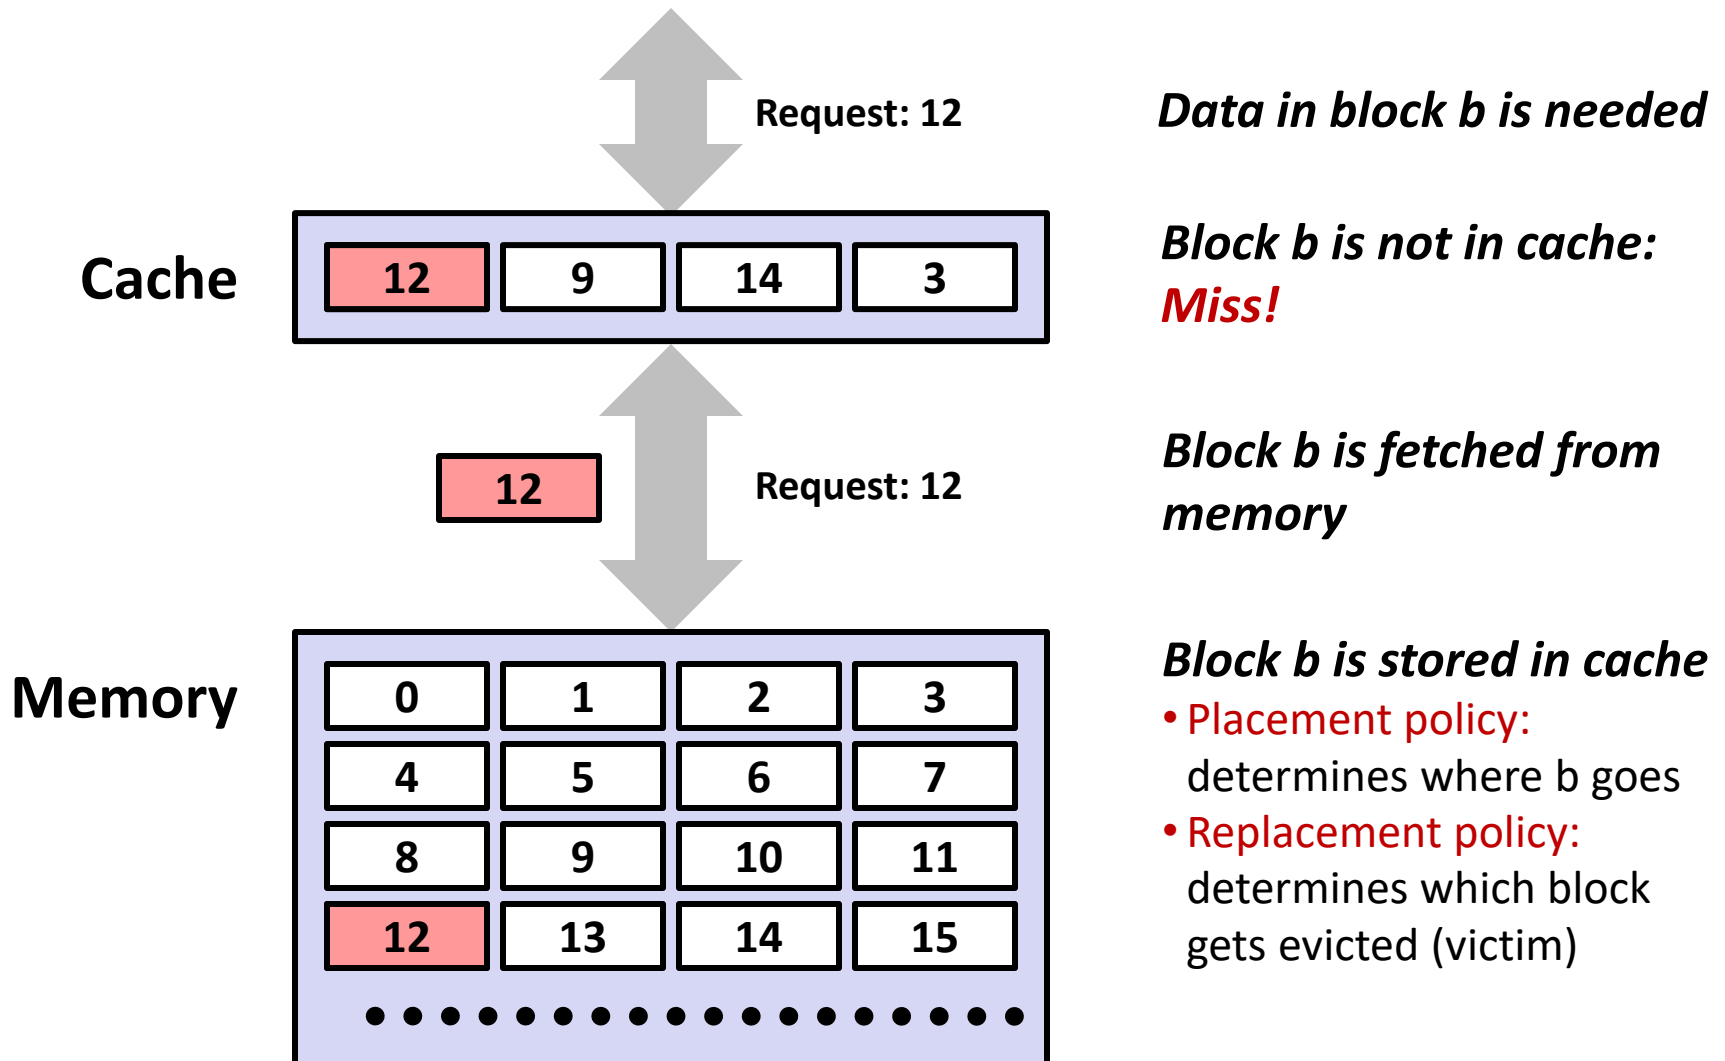 Request: 12
Data in block b is needed
Cache
12 9 14 3
Block b is not in cache:
Miss!
12
Request: 12
Block b is fetched from
memory
Memory
0 1 2 3
4 5 6 7
8 9 10 11
12 13 14 15
Block b is stored in cache
• Placement policy:
determines where b goes
• Replacement policy:
determines which block
gets evicted (victim)